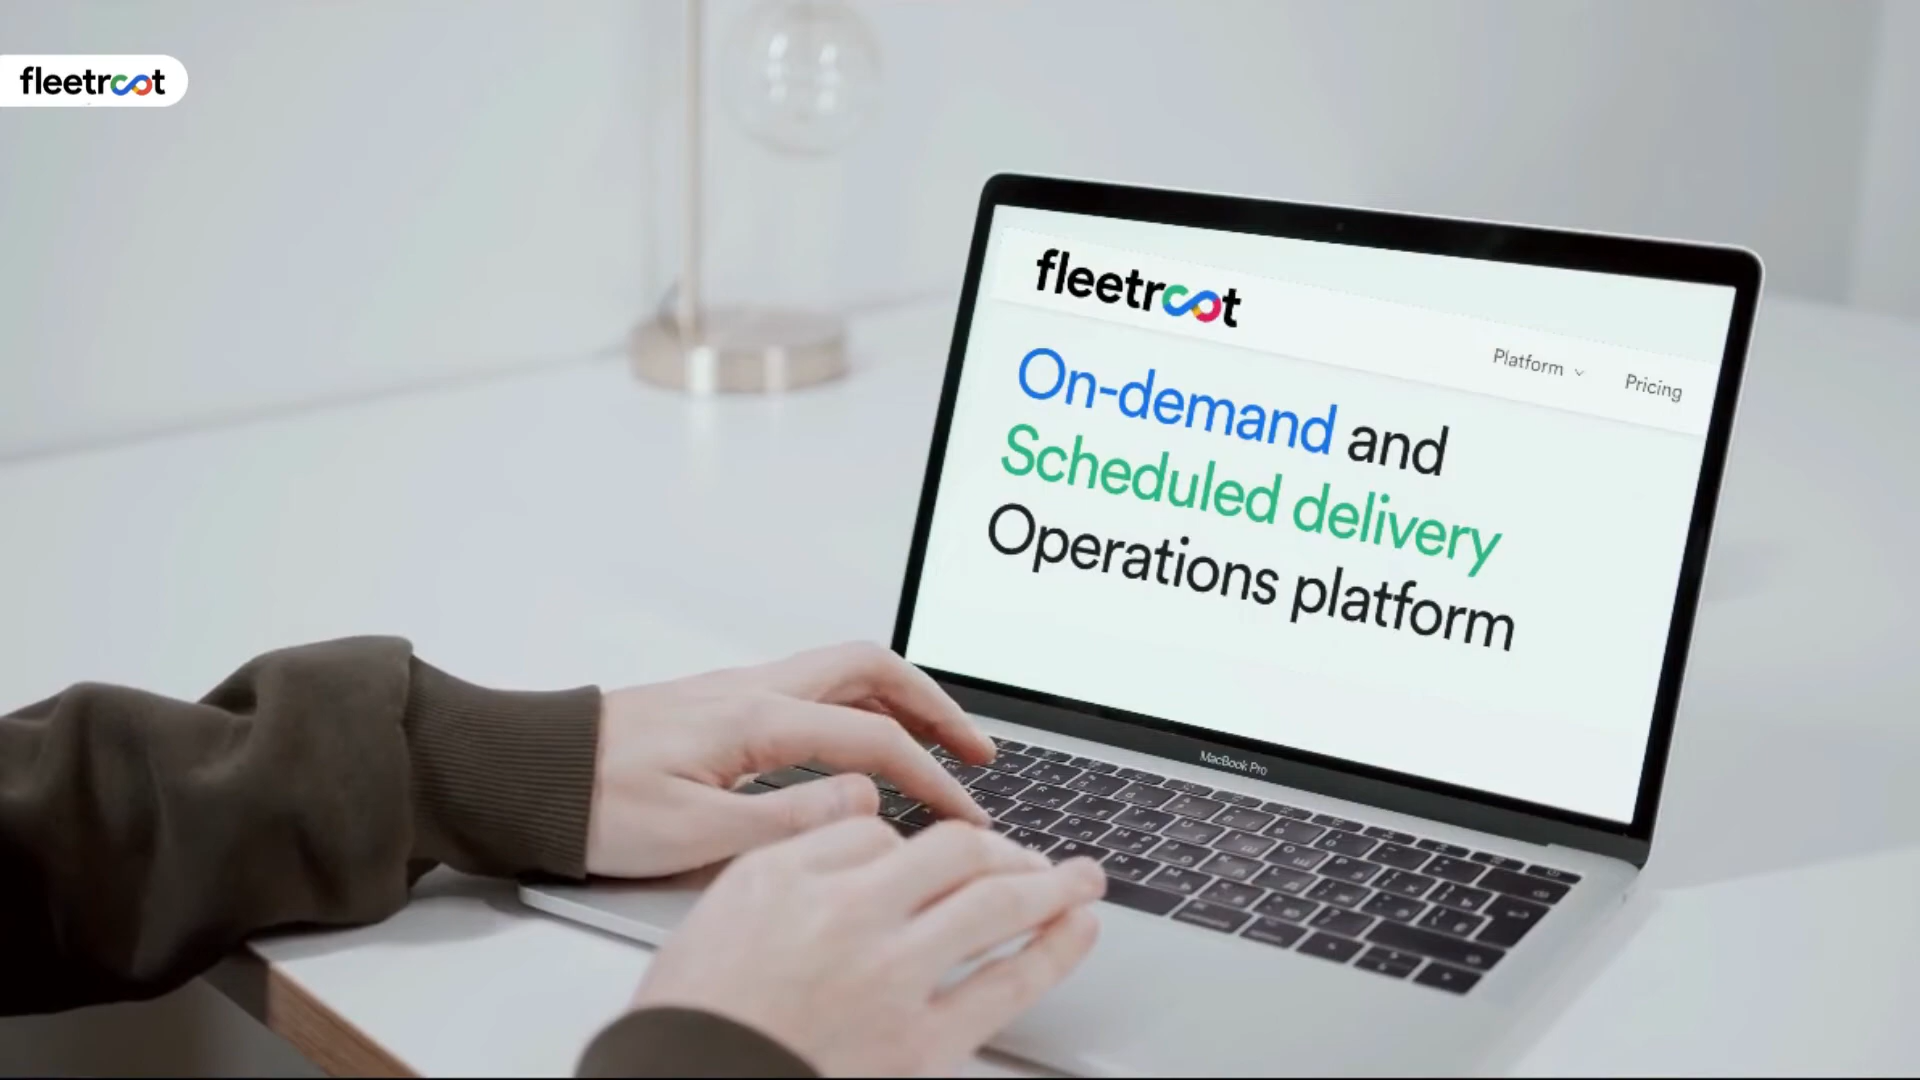 fleetroot
fleetroot
Platform
Pricing
On-demand and
Scheduled delivery
Operations platform
MacBook Pro